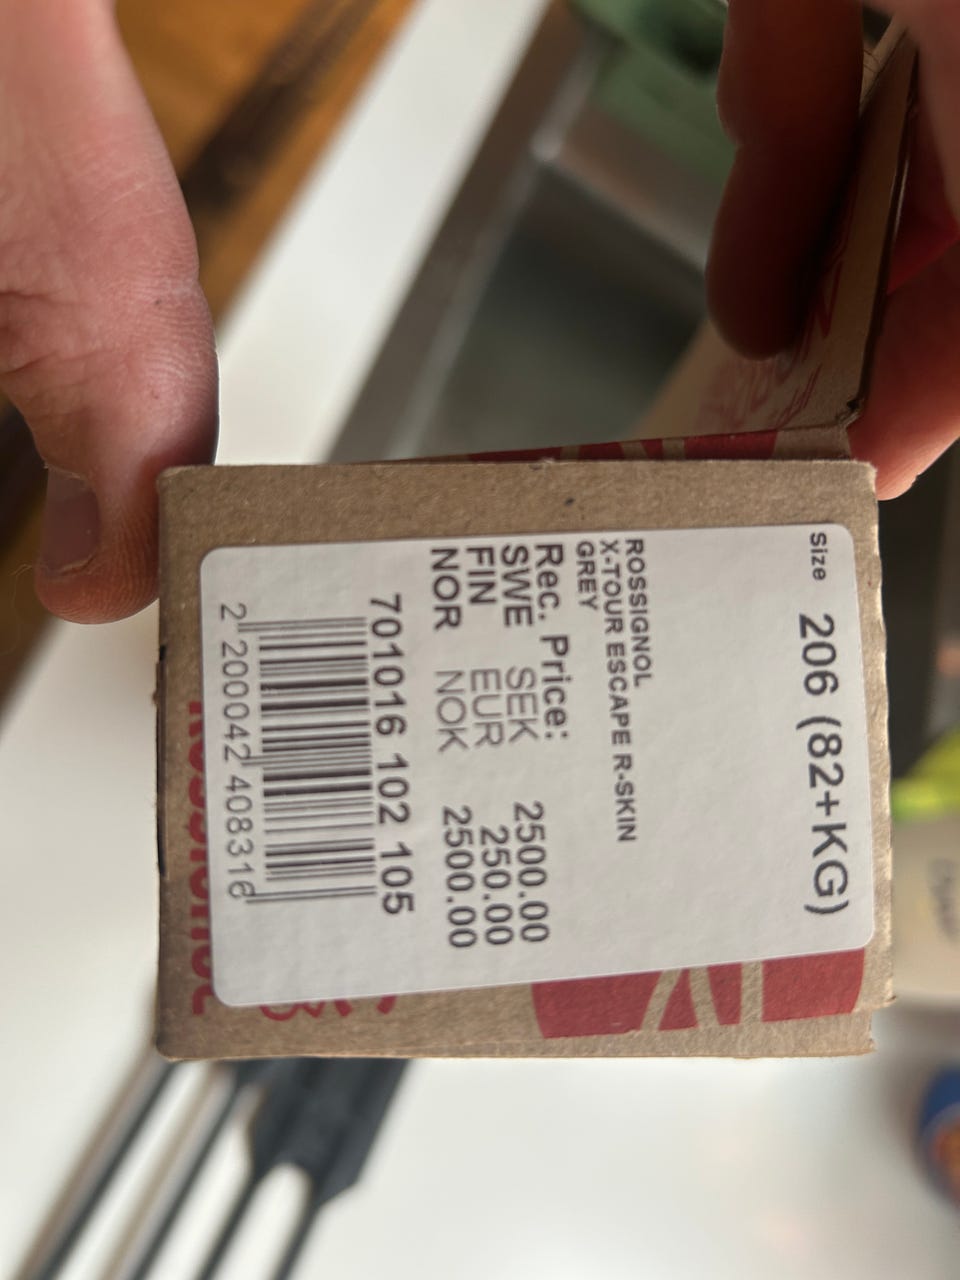 Size 206 (82+KG)
ROSSIGNOL
X-TOUR ESCAPE R-SKIN
GREY
Rec. Price:
SWE SEK 2500.00
FIN EUR 250.00
NOR NOK 2500.00
701016 102 105
2 200042 408316